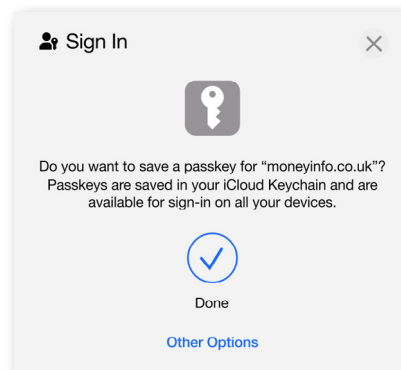 Sign In
Do you want to save a passkey for “moneyinfo.co.uk”?
Passkeys are saved in your iCloud Keychain and are
available for sign-in on all your devices.
Done
Other Options